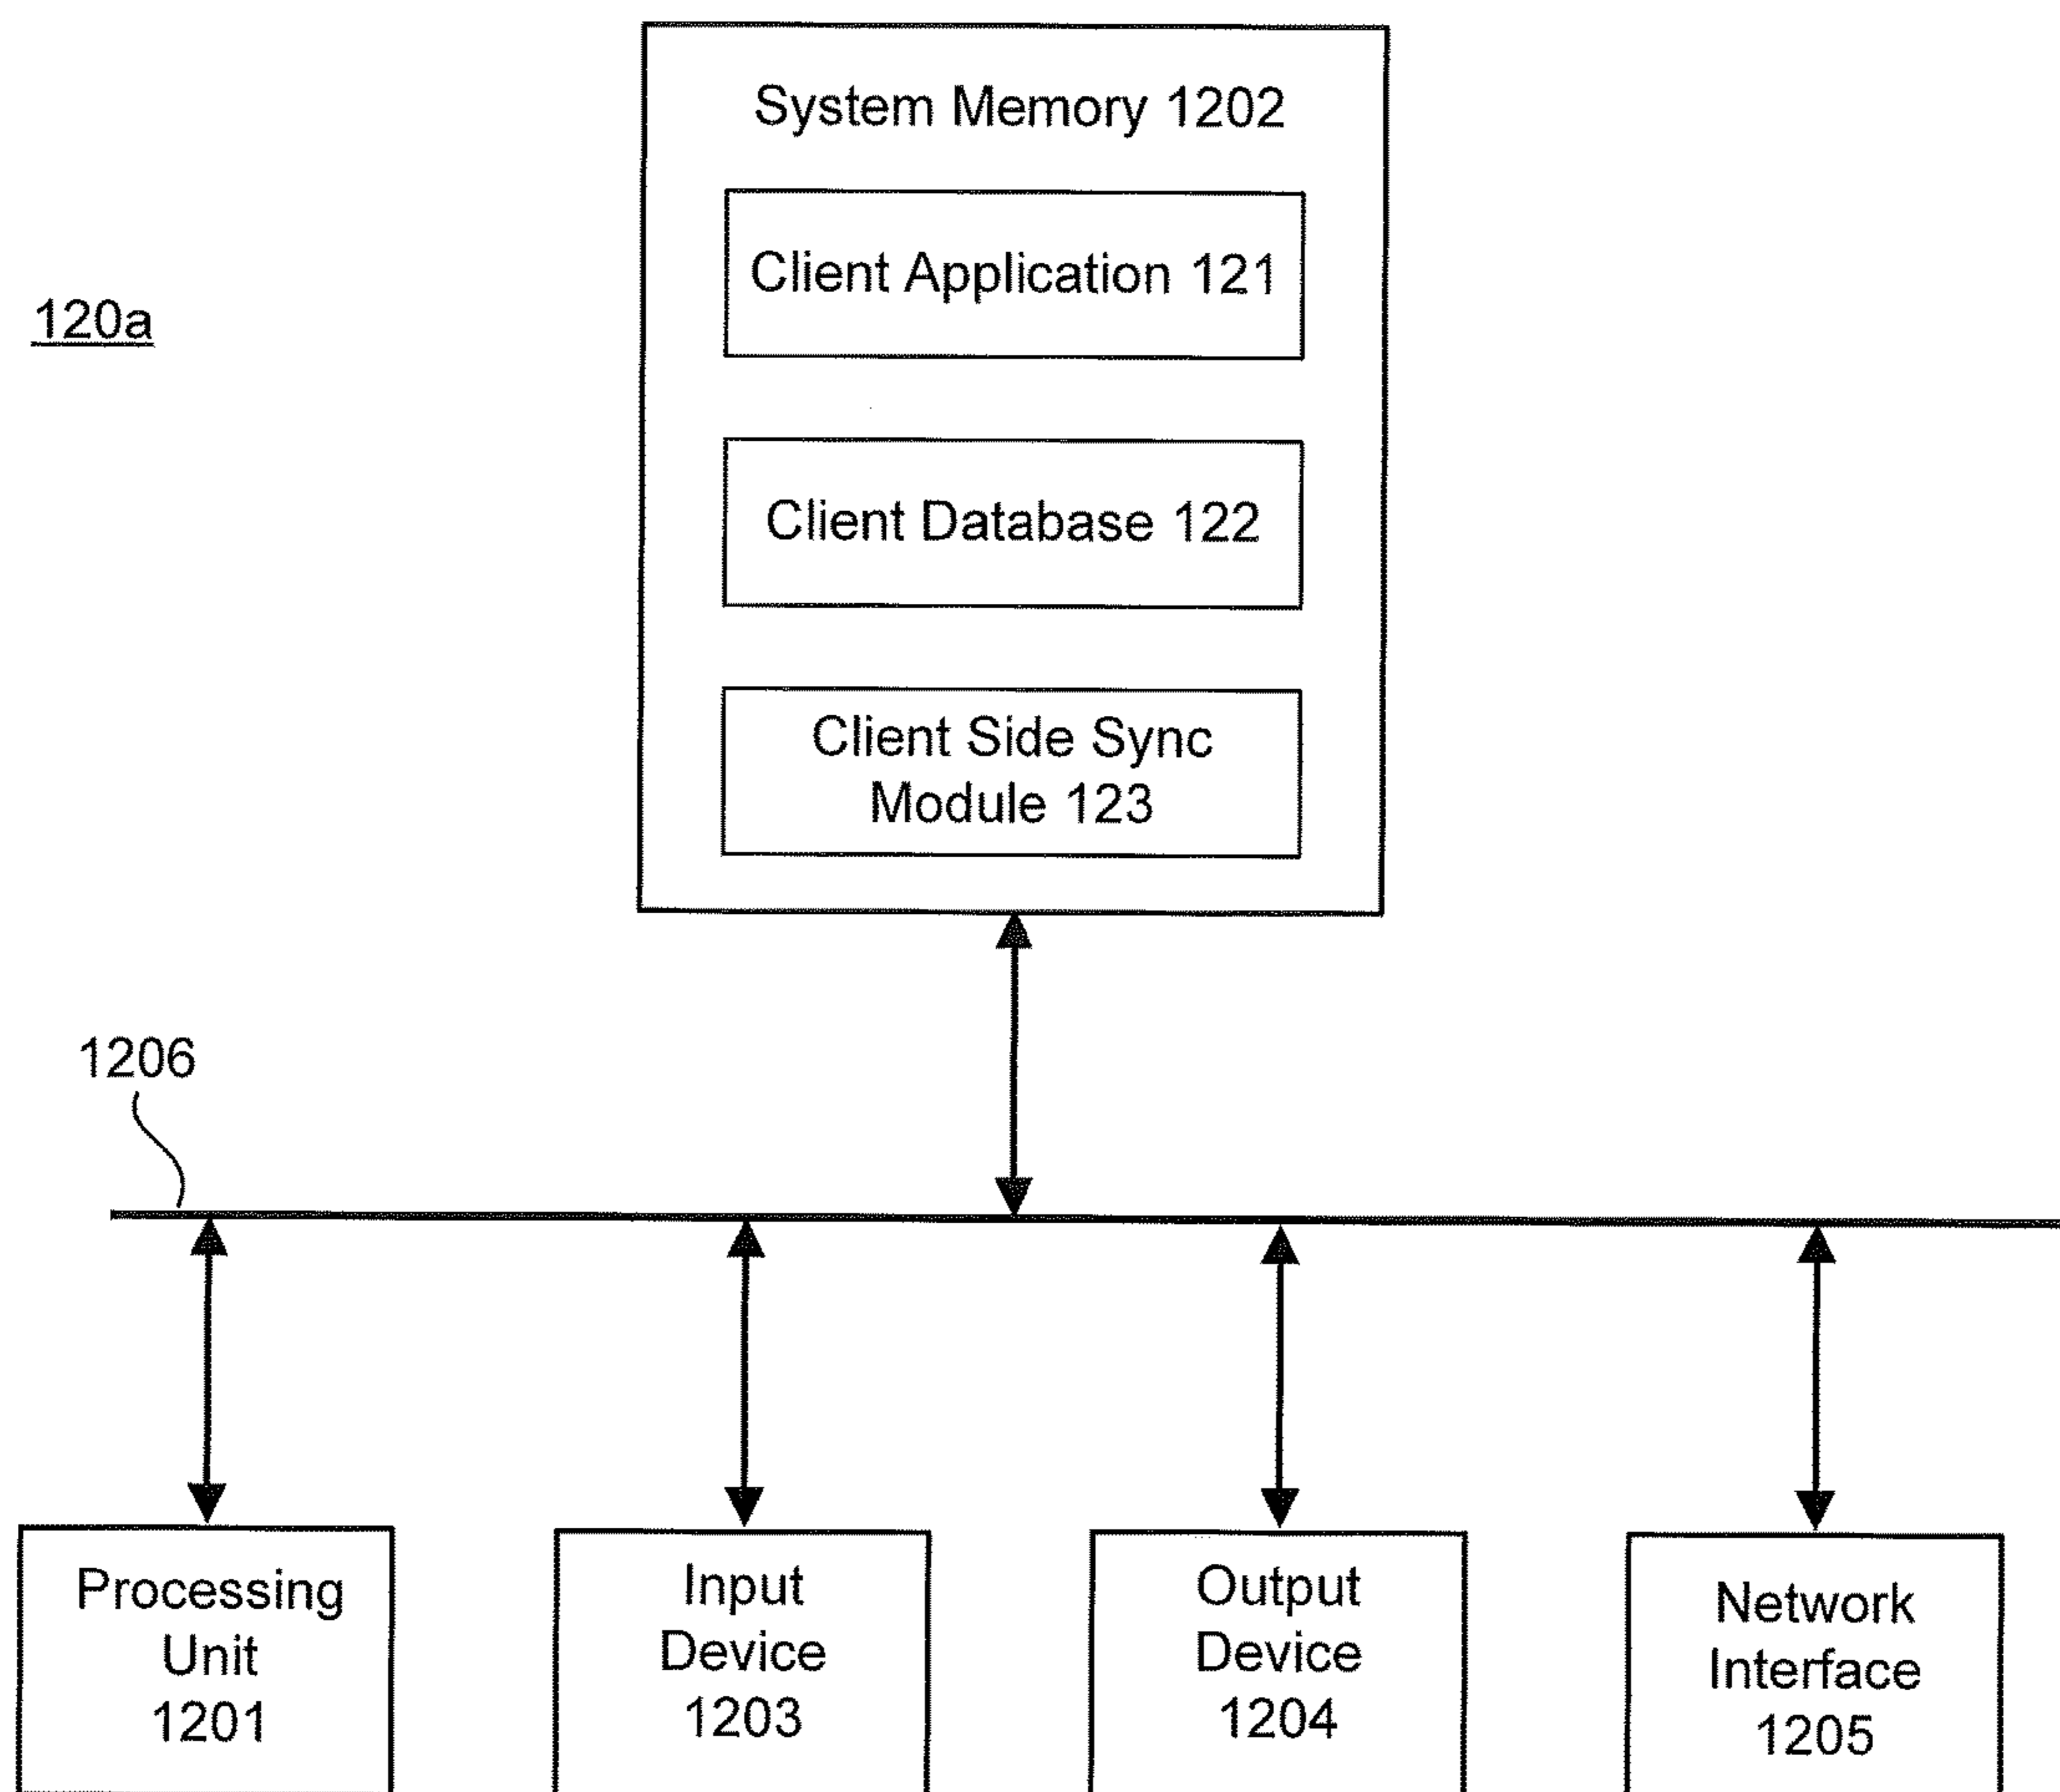 System Memory 1202
Client Application 121
120a
Client Database 122
Client Side Sync
Module 123
1206
Processing
Unit
1201
Input
Device
1203
Output
Device
1204
Network
Interface
1205